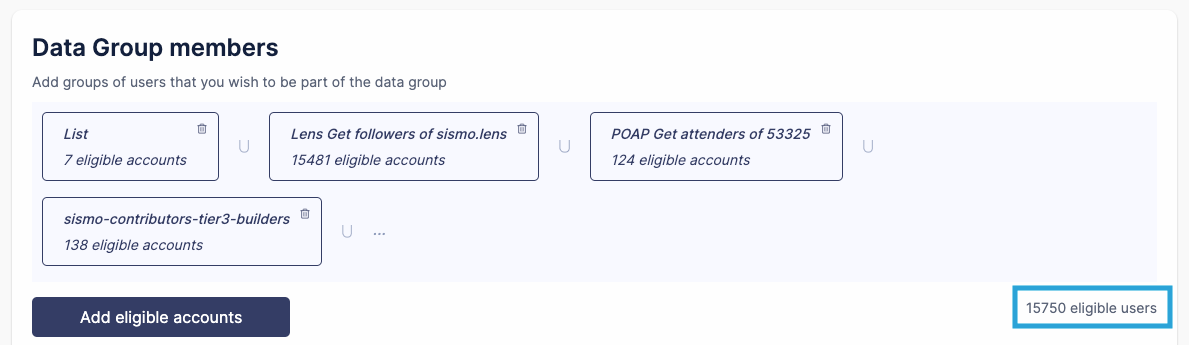 Data Group members
Add groups of users that you wish to be part of the data group
List
7 eligible accounts
U
Lens Get followers of sismo.lens
15481 eligible accounts
U
POAP Get attenders of 53325
124 eligible accounts
U
sismo-contributors-tier3-builders
138 eligible accounts
U ...
Add eligible accounts
15750 eligible users